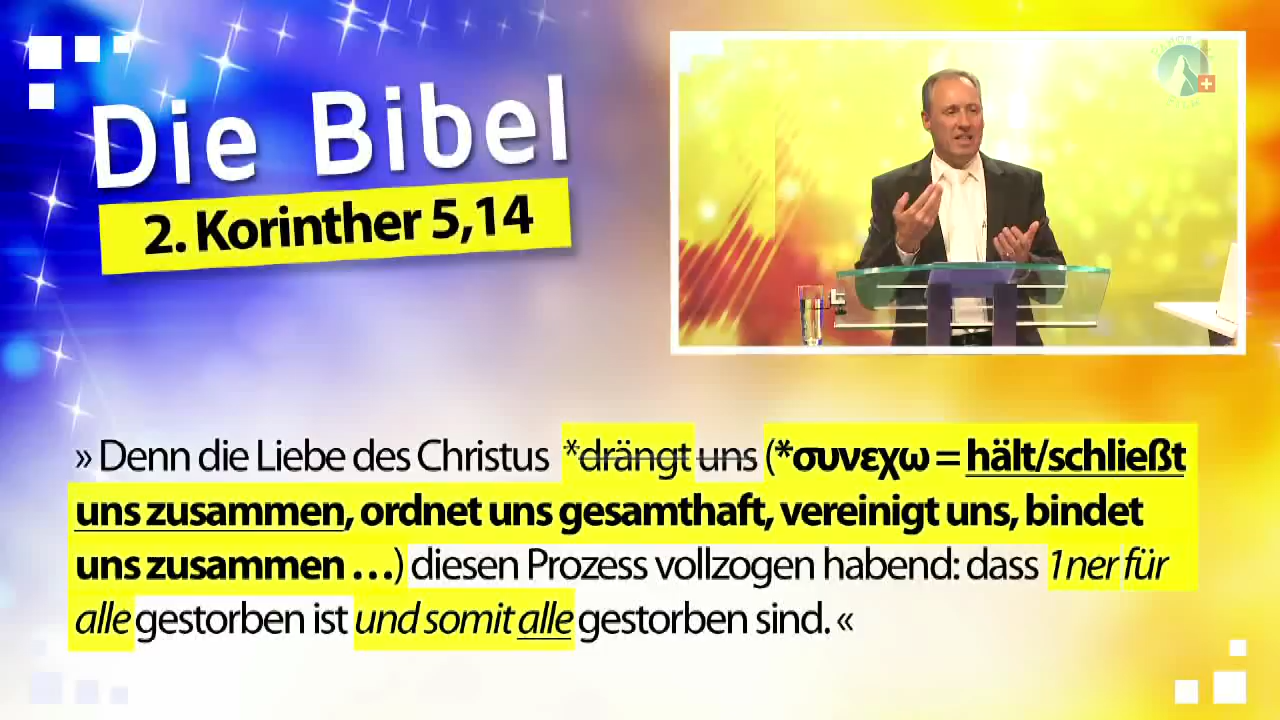 Die Bibel
2. Korinther 5,14
PANORAMA
FILM
» Denn die Liebe des Christus *drängt uns (*συνεχω = hält/schließt
uns zusammen, ordnet uns gesamthaft, vereinigt uns, bindet
uns zusammen …) diesen Prozess vollzogen habend: dass 1ner für
alle gestorben ist und somit alle gestorben sind. «